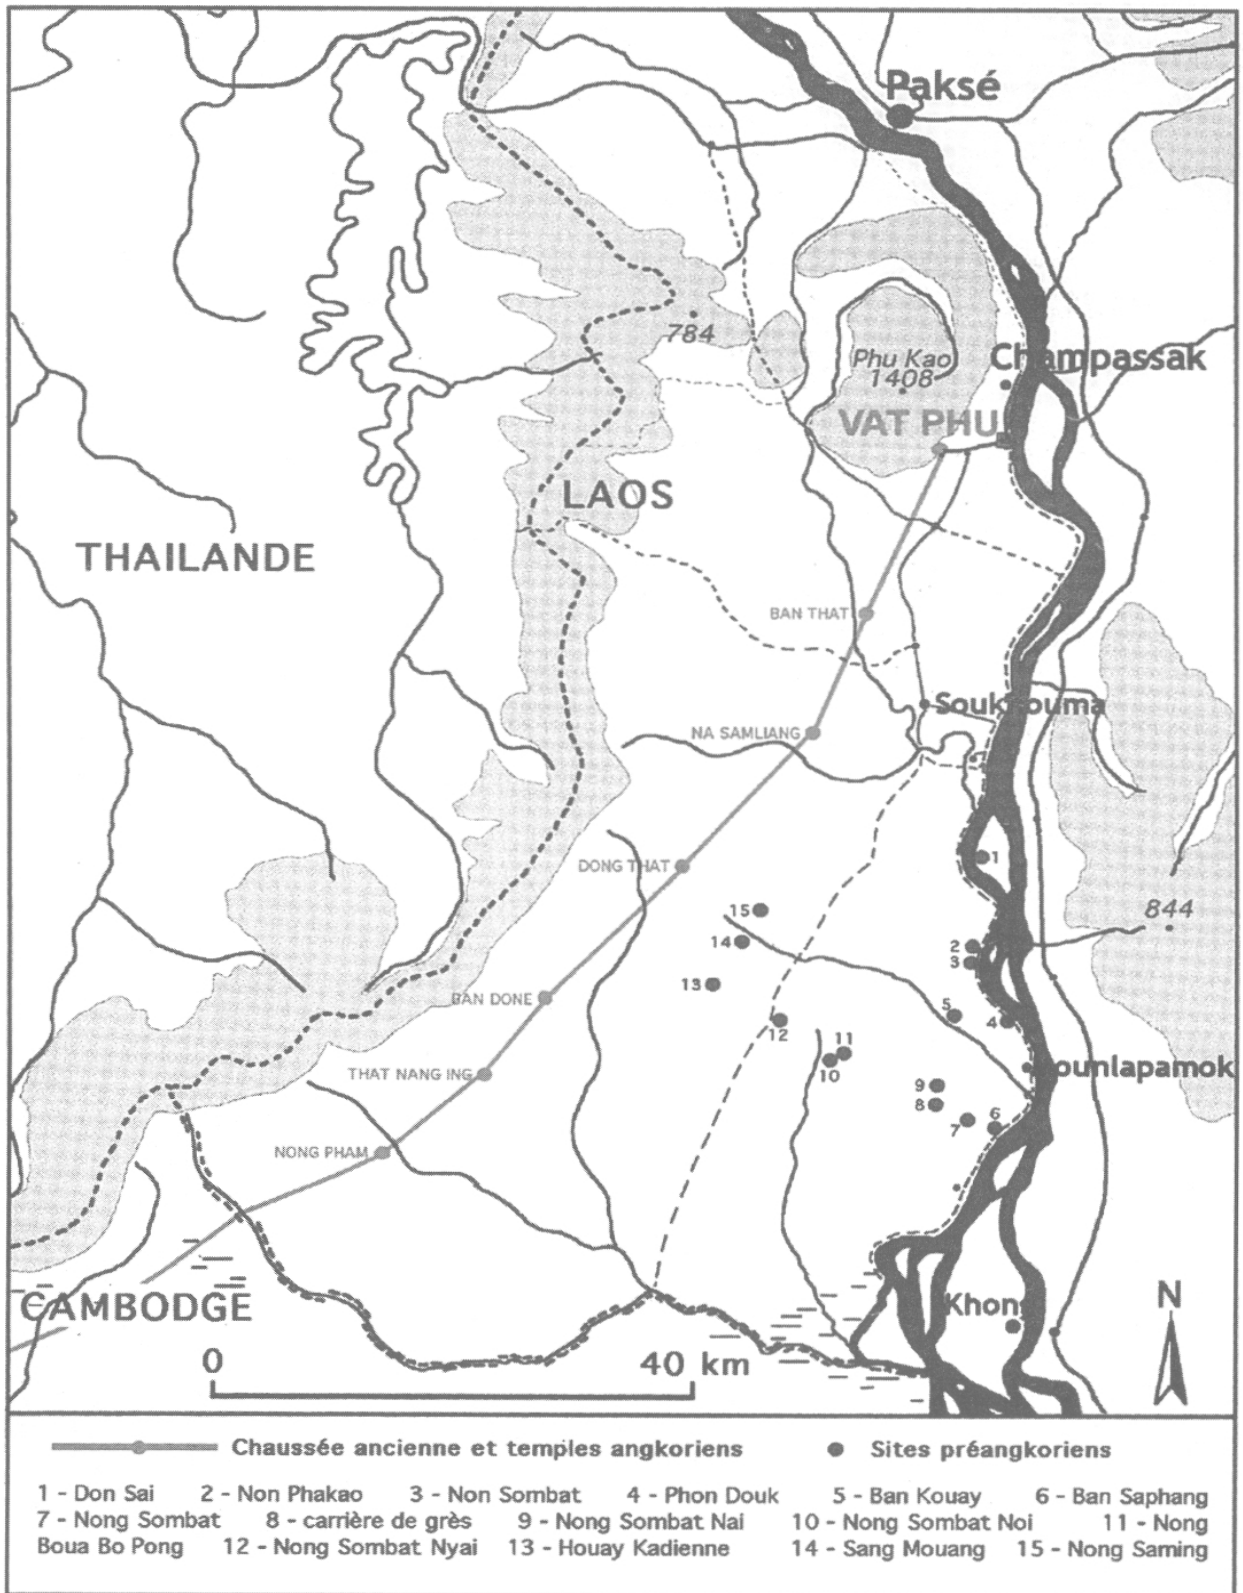 Paksé
784
Phu Kao
1408
Champassak
VAT PHU
LAOS
THAILANDE
BAN THAT
NA SAMLIANG
DONG THAT
1
844
15
2
14
3
13
BAN DONE
5
4
12
11
10
THAT NANG ING
9
8
7
6
NONG PHAM
CAMBODGE
Khong
N
0 40 km
Chaussée ancienne et temples angkoriens Sites préangkoriens
1 - Don Sai 2 - Non Phakao 3 - Non Sombat 4 - Phon Douk 5 - Ban Kouay 6 - Ban Saphang
7 - Nong Sombat 8 - carrière de grès 9 - Nong Sombat Nai 10 - Nong Sombat Noi 11 - Nong
Boua Bo Pong 12 - Nong Sombat Nyai 13 - Houay Kadienne 14 - Sang Mouang 15 - Nong Saming